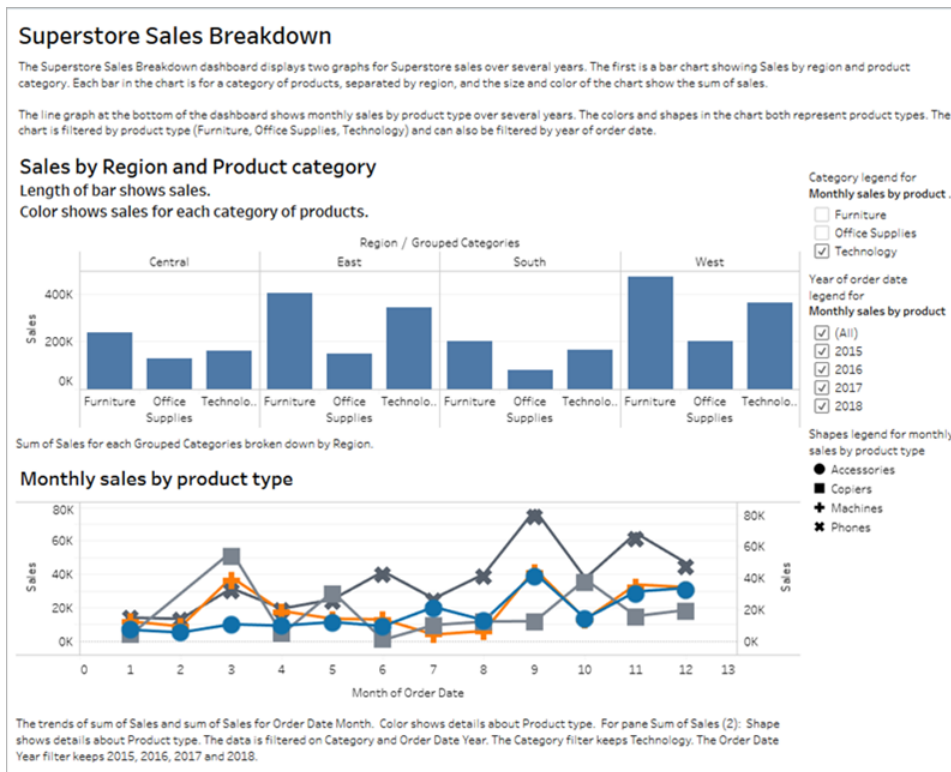 Superstore Sales Breakdown
The Superstore Sales Breakdown dashboard displays two graphs for Superstore sales over several years. The first is a bar chart showing Sales by region and product
category. Each bar in the chart is for a category of products, separated by region, and the size and color of the chart show the sum of sales.
The line graph at the bottom of the dashboard shows monthly sales by product type over several years. The colors and shapes in the chart both represent product types. The
chart is filtered by product type (Furniture, Office Supplies, Technology) and can also be filtered by year of order date.
Sales by Region and Product category
Length of bar shows sales.
Color shows sales for each category of products.
Region / Grouped Categories
Central East South West
Sales
400K
200K
0K
Furniture Office Technolo.. Furniture Office Technolo.. Furniture Office Technolo.. Furniture Office Technolo..
Supplies Supplies Supplies Supplies
Sum of Sales for each Grouped Categories broken down by Region.
Category legend for
Monthly sales by product .
Furniture
Office Supplies
Technology
Year of order date
legend for
Monthly sales by product
(All)
2015
2016
2017
2018
Shapes legend for monthly
sales by product type
Accessories
Copiers
Machines
Phones
Monthly sales by product type
Sales
80K
60K
40K
20K
0K
80K
60K
40K
20K
0K
Sales
0 1 2 3 4 5 6 7 8 9 10 11 12 13
Month of Order Date
The trends of sum of Sales and sum of Sales for Order Date Month. Color shows details about Product type. For pane Sum of Sales (2): Shape
shows details about Product type. The data is filtered on Category and Order Date Year. The Category filter keeps Technology. The Order Date
Year filter keeps 2015, 2016, 2017 and 2018.